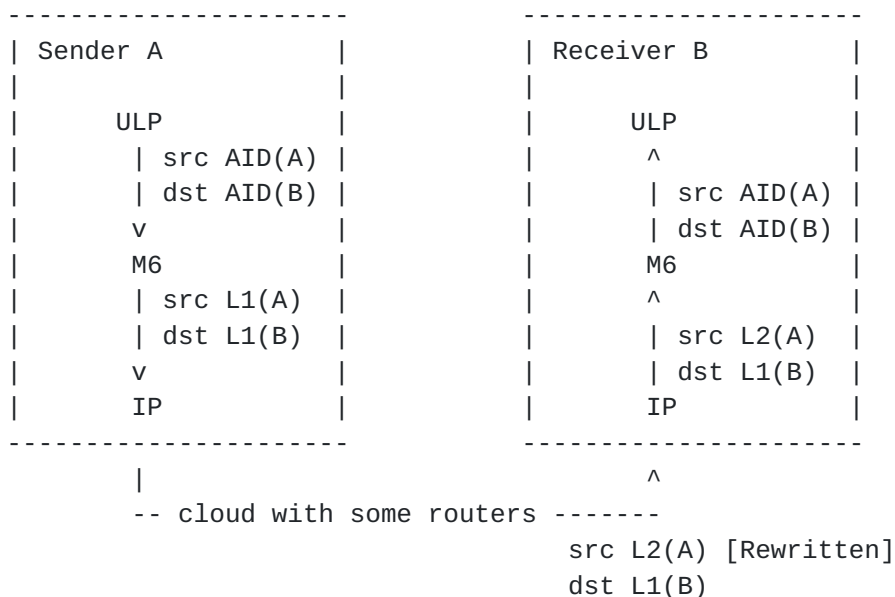 ----------------------          ----------------------
| Sender A           |          | Receiver B         |
|                    |          |                    |
|     ULP            |          |     ULP            |
|      | src AID(A)  |          |      ^             |
|      | dst AID(B)  |          |      | src AID(A)  |
|      v             |          |      | dst AID(B)  |
|      M6            |          |      M6            |
|      | src L1(A)   |          |      ^             |
|      | dst L1(B)   |          |      | src L2(A)   |
|      v             |          |      | dst L1(B)   |
|      IP            |          |      IP            |
----------------------          ----------------------
       |                               ^
       -- cloud with some routers -------
                                   src L2(A) [Rewritten]
                                   dst L1(B)